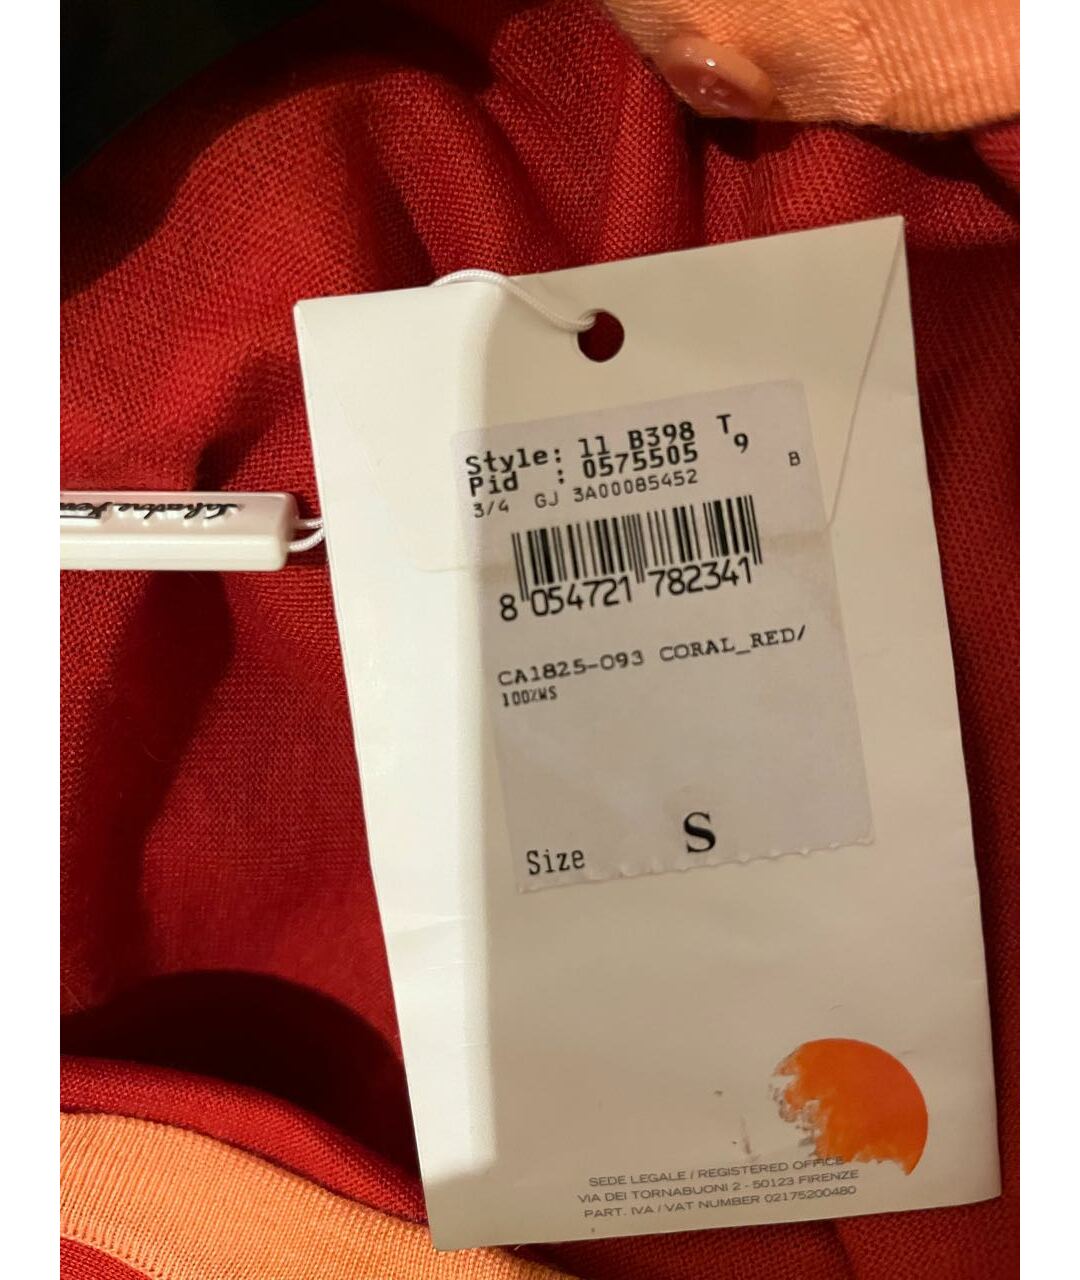 Style: 11 B398 T
Pid : 0575505 9
3/4 GJ 3A00085452 B
8 054721 782341
CA1825-093 CORAL_RED/
100%WS
Size S
SEDE LEGALE / REGISTERED OFFICE
VIA DEI TORNABUONI 2 - 50123 FIRENZE
PART. IVA / VAT NUMBER 02175200480
Salvatore